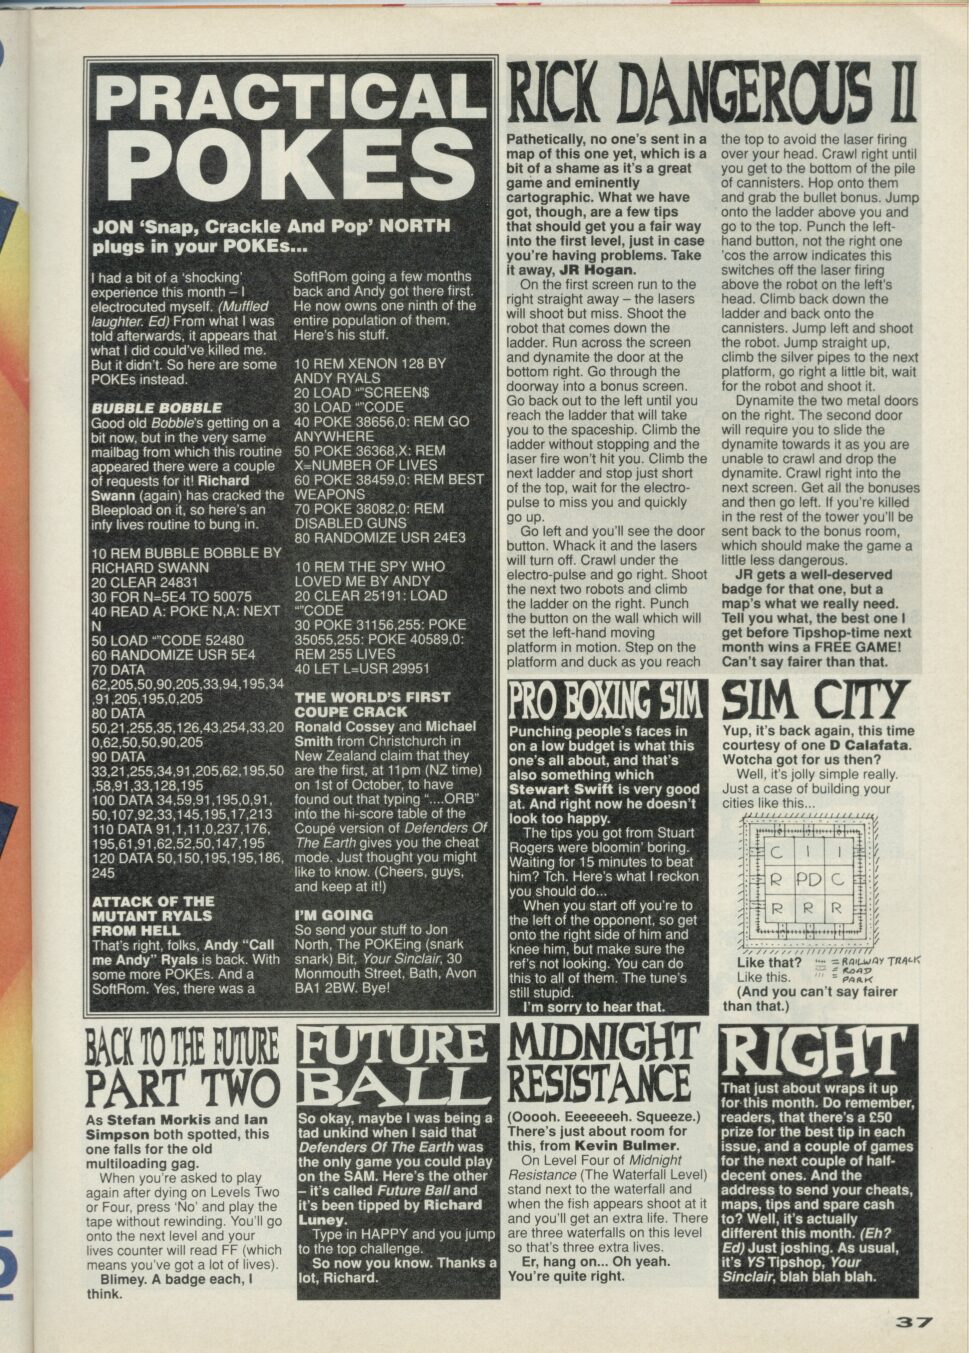 PRACTICAL
POKES
JON ‘Snap, Crackle And Pop’ NORTH
plugs in your POKEs...
I had a bit of a ‘shocking’
experience this month – I
electrocuted myself. (Muffled
laughter. Ed) From what I was
told afterwards, it appears that
what I did could've killed me.
But it didn't. So here are some
POKEs instead.
BUBBLE BOBBLE
Good old Bobble's getting on a
bit now, but in the very same
mailbag from which this routine
appeared there were a couple
of requests for it! Richard
Swann (again) has cracked the
Bleepload on it, so here's an
infy lives routine to bung in.
10 REM BUBBLE BOBBLE BY
RICHARD SWANN
20 CLEAR 24831
30 FOR N=5E4 TO 50075
40 READ A: POKE N,A: NEXT
N
50 LOAD “”CODE 52480
60 RANDOMIZE USR 5E4
70 DATA
62,205,50,90,205,33,94,195,34
,91,205,195,0,205
80 DATA
50,21,255,35,126,43,254,33,20
0,62,50,50,90,205
90 DATA
33,21,255,34,91,205,62,195,50
,58,91,33,128,195
100 DATA 34,59,91,195,0,91,
50,107,92,33,145,195,17,213
110 DATA 91,1,11,0,237,176,
195,61,91,62,52,50,147,195
120 DATA 50,150,195,195,186,
245
ATTACK OF THE
MUTANT RYALS
FROM HELL
That's right, folks, Andy “Call
me Andy” Ryals is back. With
some more POKEs. And a
SoftRom. Yes, there was a
SoftRom going a few months
back and Andy got there first.
He now owns one ninth of the
entire population of them.
Here's his stuff.
10 REM XENON 128 BY
ANDY RYALS
20 LOAD “”SCREEN$
30 LOAD “”CODE
40 POKE 38656,0: REM GO
ANYWHERE
50 POKE 36368,X: REM
X=NUMBER OF LIVES
60 POKE 38459,0: REM BEST
WEAPONS
70 POKE 38082,0: REM
DISABLED GUNS
80 RANDOMIZE USR 24E3
10 REM THE SPY WHO
LOVED ME BY ANDY
20 CLEAR 25191: LOAD
“”CODE
30 POKE 31156,255: POKE
35055,255: POKE 40589,0:
REM 255 LIVES
40 LET L=USR 29951
THE WORLD'S FIRST
COUPE CRACK
Ronald Cossey and Michael
Smith from Christchurch in
New Zealand claim that they
are the first, at 11pm (NZ time)
on 1st of October, to have
found out that typing “....ORB”
into the hi-score table of the
Coupé version of Defenders Of
The Earth gives you the cheat
mode. Just thought you might
like to know. (Cheers, guys,
and keep at it!)
I'M GOING
So send your stuff to Jon
North, The POKEing (snark
snark) Bit, Your Sinclair, 30
Monmouth Street, Bath, Avon
BA1 2BW. Bye!
RICK DANGEROUS II
Pathetically, no one's sent in a
map of this one yet, which is a
bit of a shame as it's a great
game and eminently
cartographic. What we have
got, though, are a few tips
that should get you a fair way
into the first level, just in case
you're having problems. Take
it away, JR Hogan.
On the first screen run to the
right straight away – the lasers
will shoot but miss. Shoot the
robot that comes down the
ladder. Run across the screen
and dynamite the door at the
bottom right. Go through the
doorway into a bonus screen.
Go back out to the left until you
reach the ladder that will take
you to the spaceship. Climb the
ladder without stopping and the
laser fire won't hit you. Climb the
next ladder and stop just short
of the top, wait for the electro-
pulse to miss you and quickly
go up.
Go left and you'll see the door
button. Whack it and the lasers
will turn off. Crawl under the
electro-pulse and go right. Shoot
the next two robots and climb
the ladder on the right. Punch
the button on the wall which will
set the left-hand moving
platform in motion. Step on the
platform and duck as you reach
the top to avoid the laser firing
over your head. Crawl right until
you get to the bottom of the pile
of cannisters. Hop onto them
and grab the bullet bonus. Jump
onto the ladder above you and
go to the top. Punch the left-
hand button, not the right one
'cos the arrow indicates this
switches off the laser firing
above the robot on the left's
head. Climb back down the
ladder and back onto the
cannisters. Jump left and shoot
the robot. Jump straight up,
climb the silver pipes to the next
platform, go right a little bit, wait
for the robot and shoot it.
Dynamite the two metal doors
on the right. The second door
will require you to slide the
dynamite towards it as you are
unable to crawl and drop the
dynamite. Crawl right into the
next screen. Get all the bonuses
and then go left. If you're killed
in the rest of the tower you'll be
sent back to the bonus room,
which should make the game a
little less dangerous.
JR gets a well-deserved
badge for that one, but a
map's what we really need.
Tell you what, the best one I
get before Tipshop-time next
month wins a FREE GAME!
Can't say fairer than that.
PRO BOXING SIM
Punching people's faces in
on a low budget is what this
one's all about, and that's
also something which
Stewart Swift is very good
at. And right now he doesn't
look too happy.
The tips you got from Stuart
Rogers were bloomin' boring.
Waiting for 15 minutes to beat
him? Tch. Here's what I reckon
you should do...
When you start off you're to
the left of the opponent, so get
onto the right side of him and
knee him, but make sure the
ref's not looking. You can do
this to all of them. The tune's
still stupid.
I'm sorry to hear that.
SIM CITY
Yup, it's back again, this time
courtesy of one D Calafata.
Wotcha got for us then?
Well, it's jolly simple really.
Just a case of building your
cities like this...
C I I
R PD C
R R R
Like that?
Like this.
(And you can't say fairer
than that.)
= RAILWAY TRACK
= ROAD
= PARK
BACK TO THE FUTURE
PART TWO
As Stefan Morkis and Ian
Simpson both spotted, this
one falls for the old
multiloading gag.
When you're asked to play
again after dying on Levels Two
or Four, press 'No' and play the
tape without rewinding. You'll go
onto the next level and your
lives counter will read FF (which
means you've got a lot of lives).
Blimey. A badge each, I
think.
FUTURE
BALL
So okay, maybe I was being a
tad unkind when I said that
Defenders Of The Earth was
the only game you could play
on the SAM. Here's the other
– it's called Future Ball and
it's been tipped by Richard
Luney.
Type in HAPPY and you jump
to the top challenge.
So now you know. Thanks a
lot, Richard.
MIDNIGHT
RESISTANCE
(Ooooh. Eeeeeeeh. Squeeze.)
There's just about room for
this, from Kevin Bulmer.
On Level Four of Midnight
Resistance (The Waterfall Level)
stand next to the waterfall and
when the fish appears shoot at it
and you'll get an extra life. There
are three waterfalls on this level
so that's three extra lives.
Er, hang on... Oh yeah.
You're quite right.
RIGHT
That just about wraps it up
for this month. Do remember,
readers, that there's a £50
prize for the best tip in each
issue, and a couple of games
for the next couple of half-
decent ones. And the
address to send your cheats,
maps, tips and spare cash
to? Well, it's actually
different this month. (Eh?
Ed) Just joshing. As usual,
it's YS Tipshop, Your
Sinclair, blah blah blah.
37